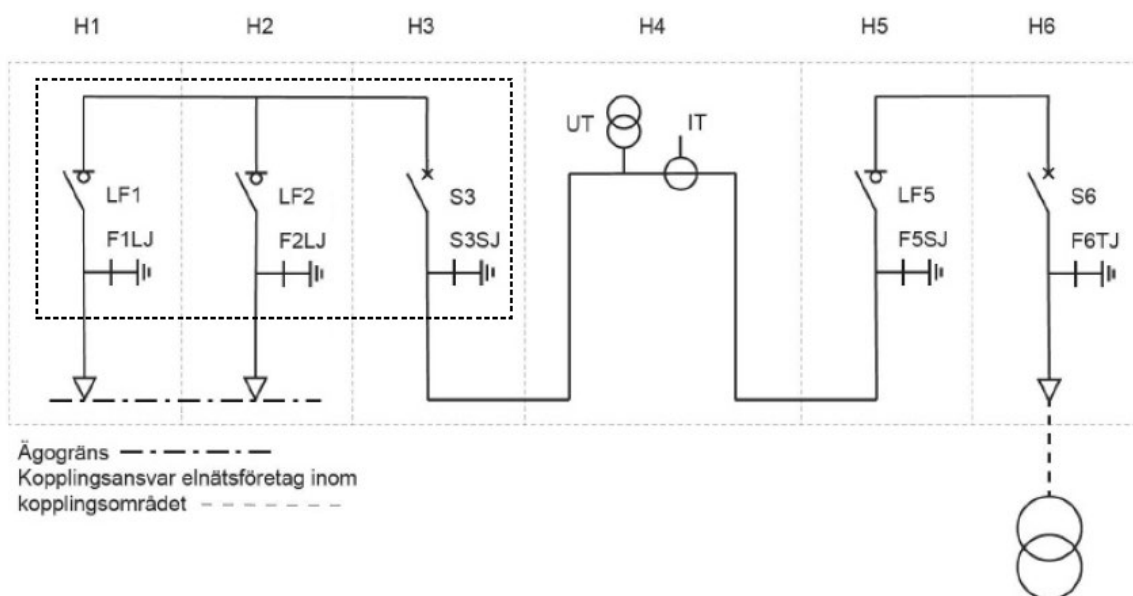 H1 H2 H3 H4 H5 H6
UT IT
LF1 LF2 S3 LF5 S6
F1LJ F2LJ S3SJ F5SJ F6TJ
Ägogräns
Kopplingsansvar elnätsföretag inom
kopplingsområdet